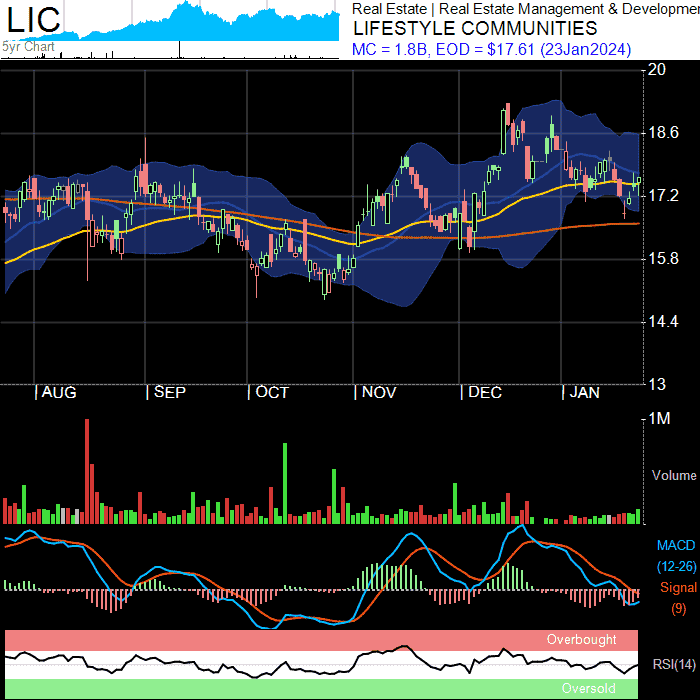 LIC
5yr Chart
Real Estate | Real Estate Management & Developmen
LIFESTYLE COMMUNITIES
MC = 1.8B, EOD = $17.61 (23Jan2024)
20
18.6
17.2
15.8
14.4
13
| AUG | SEP | OCT | NOV | DEC | JAN
1M
Volume
MACD
(12-26)
Signal
(9)
Overbought
RSI(14)
Oversold